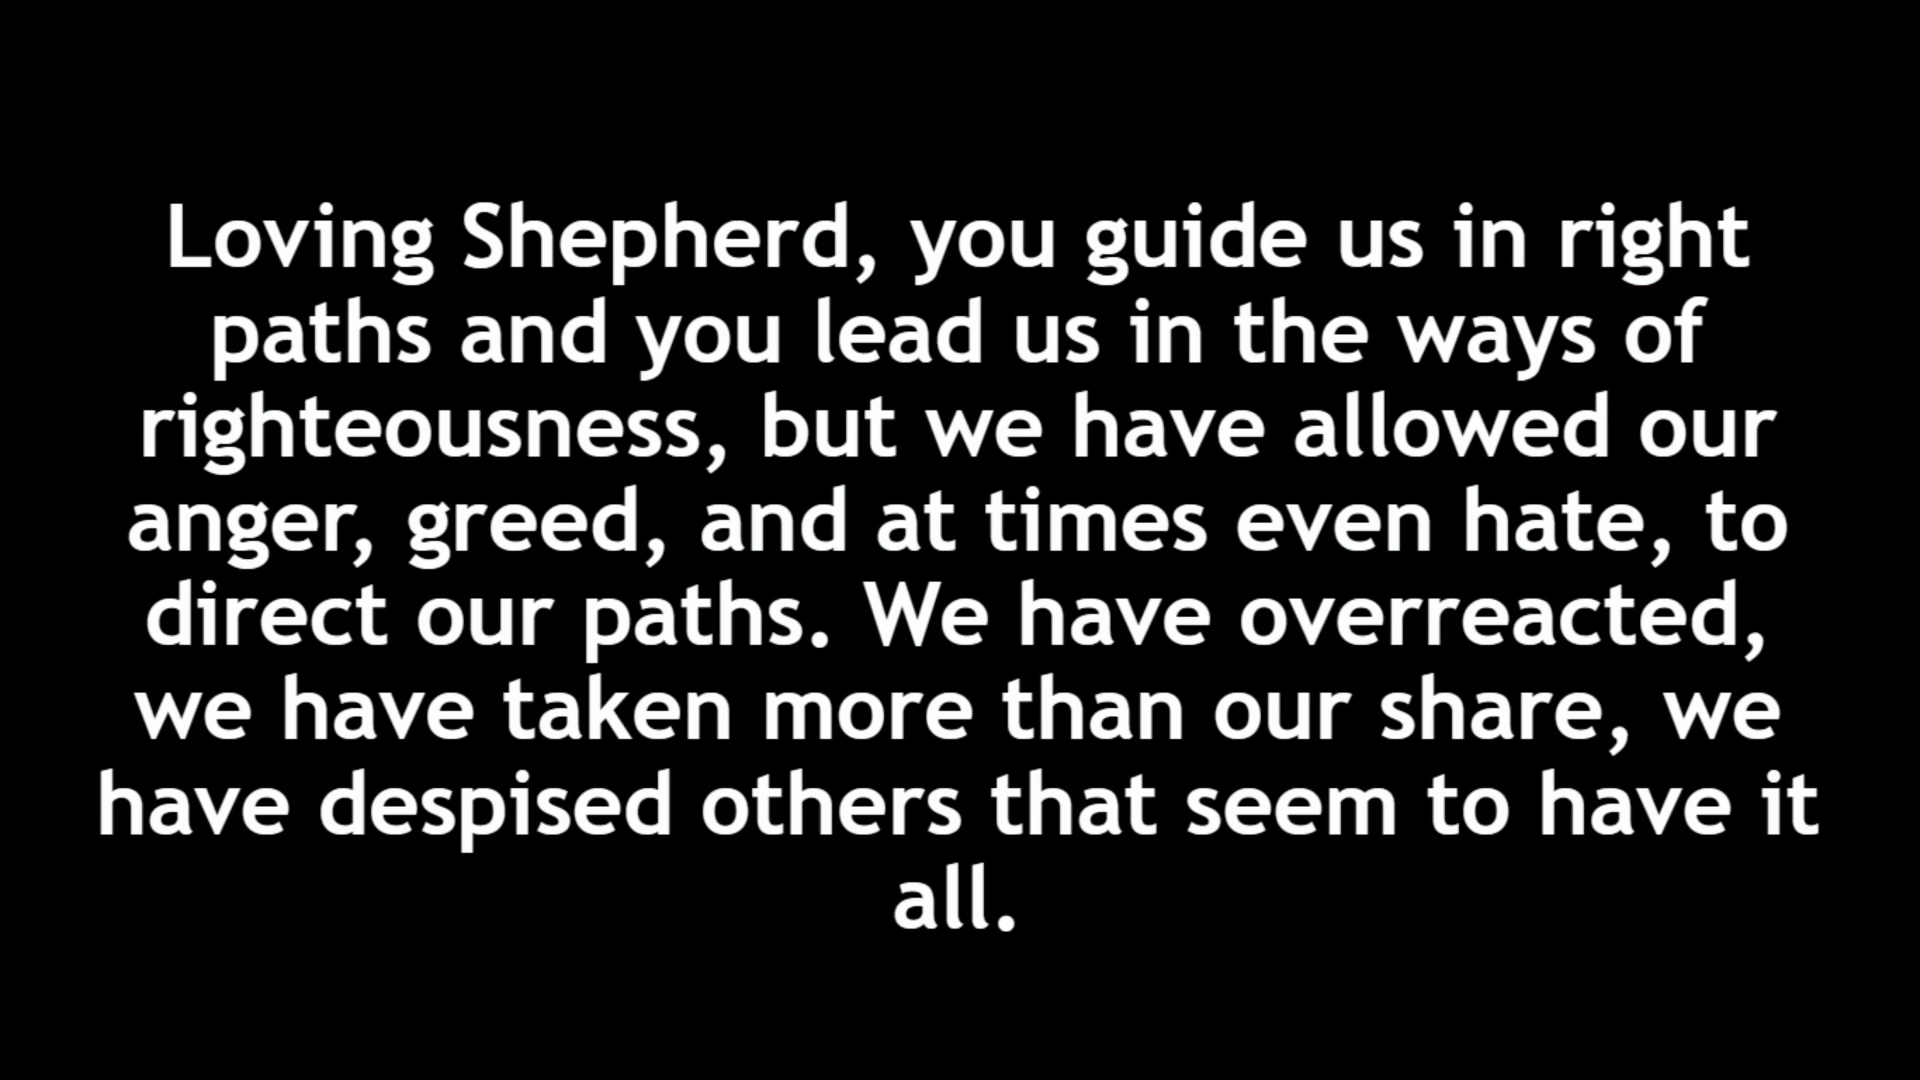 Loving Shepherd, you guide us in right
paths and you lead us in the ways of
righteousness, but we have allowed our
anger, greed, and at times even hate, to
direct our paths. We have overreacted,
we have taken more than our share, we
have despised others that seem to have it
all.